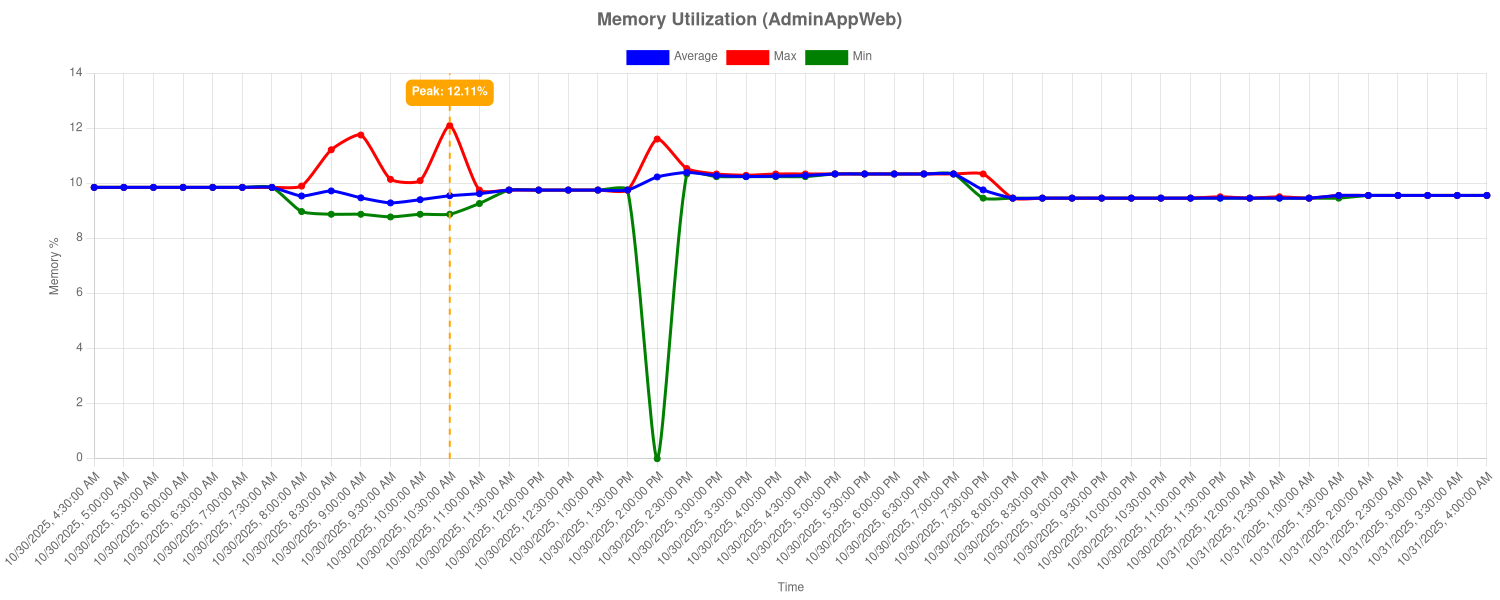 Memory Utilization (AdminAppWeb)
Average Max Min
Peak: 12.11%
14
12
10
8
6
4
2
0
Memory %
10/30/2025, 4:30:00 AM
10/30/2025, 5:00:00 AM
10/30/2025, 5:30:00 AM
10/30/2025, 6:00:00 AM
10/30/2025, 6:30:00 AM
10/30/2025, 7:00:00 AM
10/30/2025, 7:30:00 AM
10/30/2025, 8:00:00 AM
10/30/2025, 8:30:00 AM
10/30/2025, 9:00:00 AM
10/30/2025, 9:30:00 AM
10/30/2025, 10:00:00 AM
10/30/2025, 10:30:00 AM
10/30/2025, 11:00:00 AM
10/30/2025, 11:30:00 AM
10/30/2025, 12:00:00 PM
10/30/2025, 12:30:00 PM
10/30/2025, 1:00:00 PM
10/30/2025, 1:30:00 PM
10/30/2025, 2:00:00 PM
10/30/2025, 2:30:00 PM
10/30/2025, 3:00:00 PM
10/30/2025, 3:30:00 PM
10/30/2025, 4:00:00 PM
10/30/2025, 4:30:00 PM
10/30/2025, 5:00:00 PM
10/30/2025, 5:30:00 PM
10/30/2025, 6:00:00 PM
10/30/2025, 6:30:00 PM
10/30/2025, 7:00:00 PM
10/30/2025, 7:30:00 PM
10/30/2025, 8:00:00 PM
10/30/2025, 8:30:00 PM
10/30/2025, 9:00:00 PM
10/30/2025, 9:30:00 PM
10/30/2025, 10:00:00 PM
10/30/2025, 10:30:00 PM
10/30/2025, 11:00:00 PM
10/30/2025, 11:30:00 PM
10/31/2025, 12:00:00 AM
10/31/2025, 12:30:00 AM
10/31/2025, 1:00:00 AM
10/31/2025, 1:30:00 AM
10/31/2025, 2:00:00 AM
10/31/2025, 2:30:00 AM
10/31/2025, 3:00:00 AM
10/31/2025, 3:30:00 AM
10/31/2025, 4:00:00 AM
Time